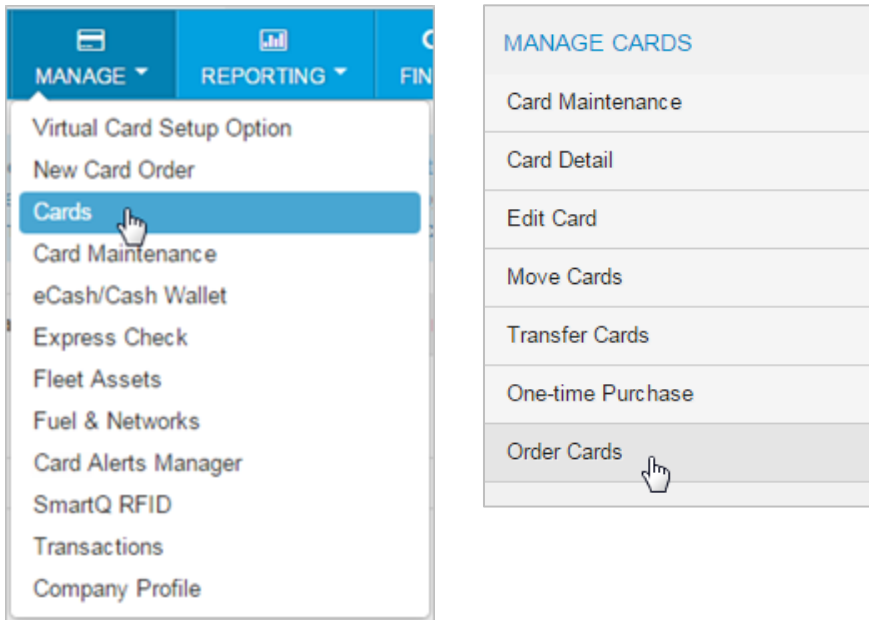 MANAGE REPORTING FIN
Virtual Card Setup Option
New Card Order
Cards
Card Maintenance
eCash/Cash Wallet
Express Check
Fleet Assets
Fuel & Networks
Card Alerts Manager
SmartQ RFID
Transactions
Company Profile
MANAGE CARDS
Card Maintenance
Card Detail
Edit Card
Move Cards
Transfer Cards
One-time Purchase
Order Cards